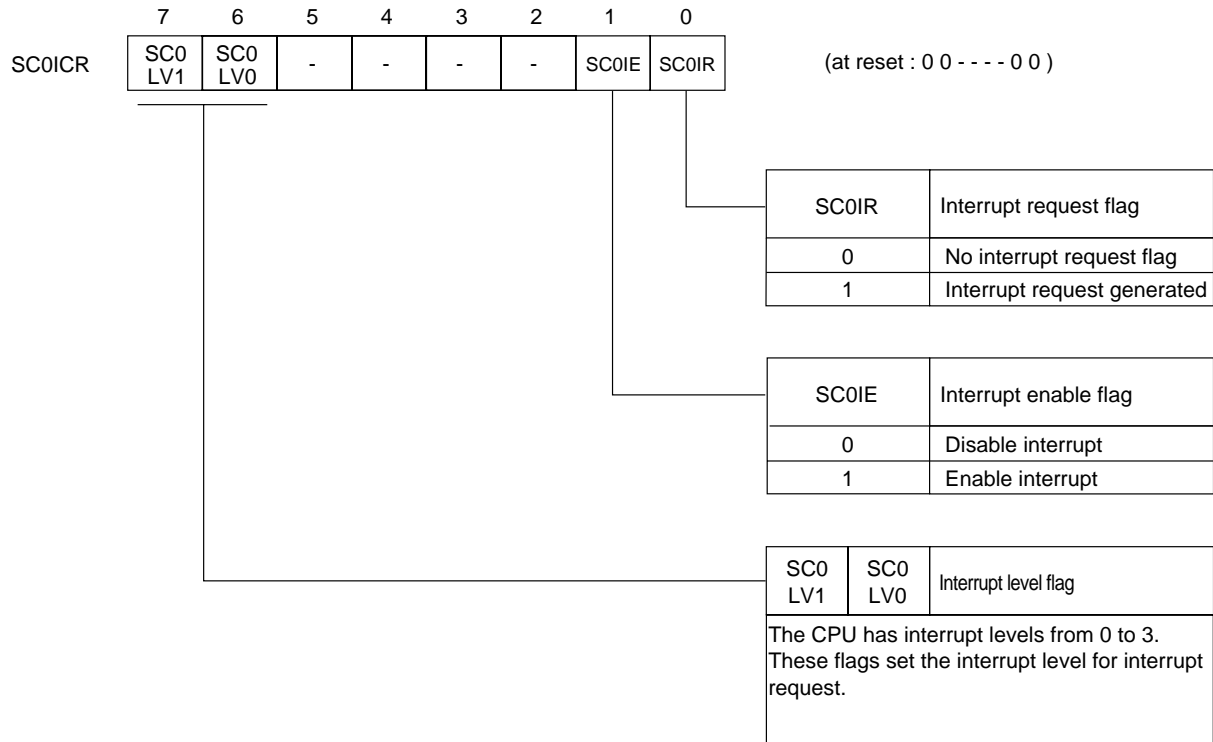 7 6 5 4 3 2 1 0
SC0ICR SC0 LV1 SC0 LV0 - - - - SC0IE SC0IR (at reset : 0 0 - - - - 0 0 )
SC0IR Interrupt request flag
0 No interrupt request flag
1 Interrupt request generated
SC0IE Interrupt enable flag
0 Disable interrupt
1 Enable interrupt
SC0 LV1 SC0 LV0 Interrupt level flag
The CPU has interrupt levels from 0 to 3.
These flags set the interrupt level for interrupt
request.